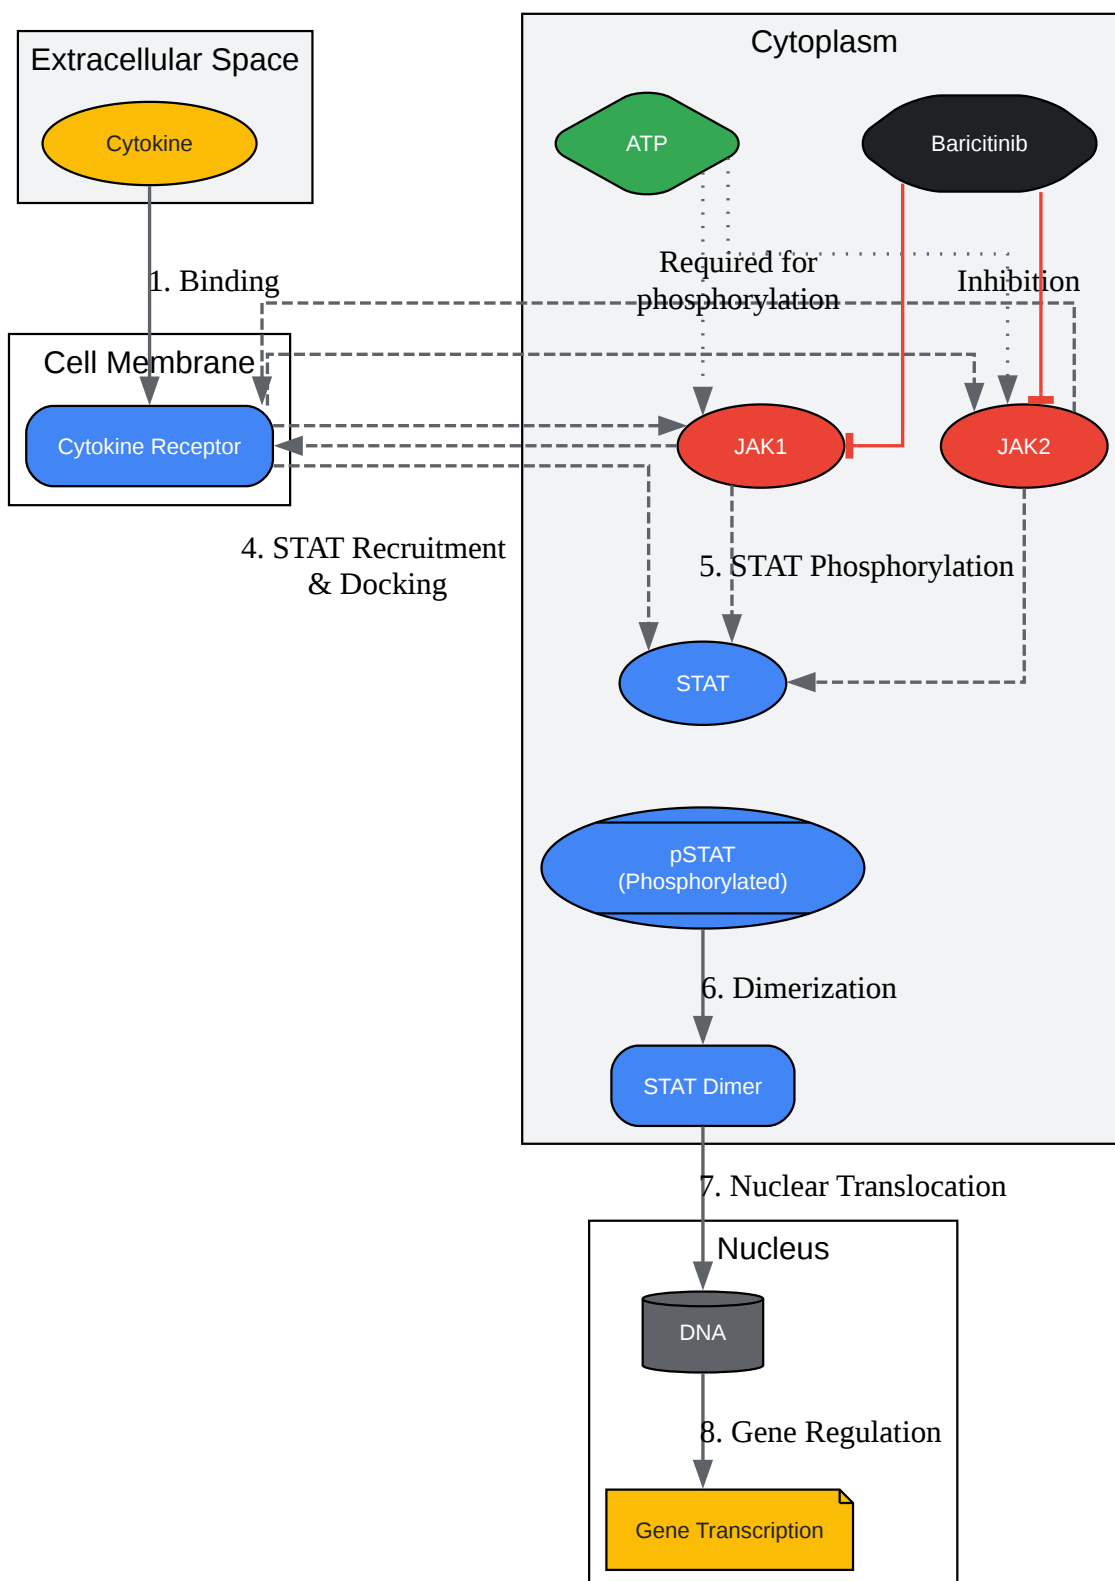 Extracellular Space
Cytoplasm
Cytokine
ATP
Baricitinib
1. Binding
Required for
phosphorylation
Inhibition
Cell Membrane
Cytokine Receptor
JAK1
JAK2
4. STAT Recruitment
& Docking
5. STAT Phosphorylation
STAT
pSTAT
(Phosphorylated)
6. Dimerization
STAT Dimer
7. Nuclear Translocation
Nucleus
DNA
8. Gene Regulation
Gene Transcription